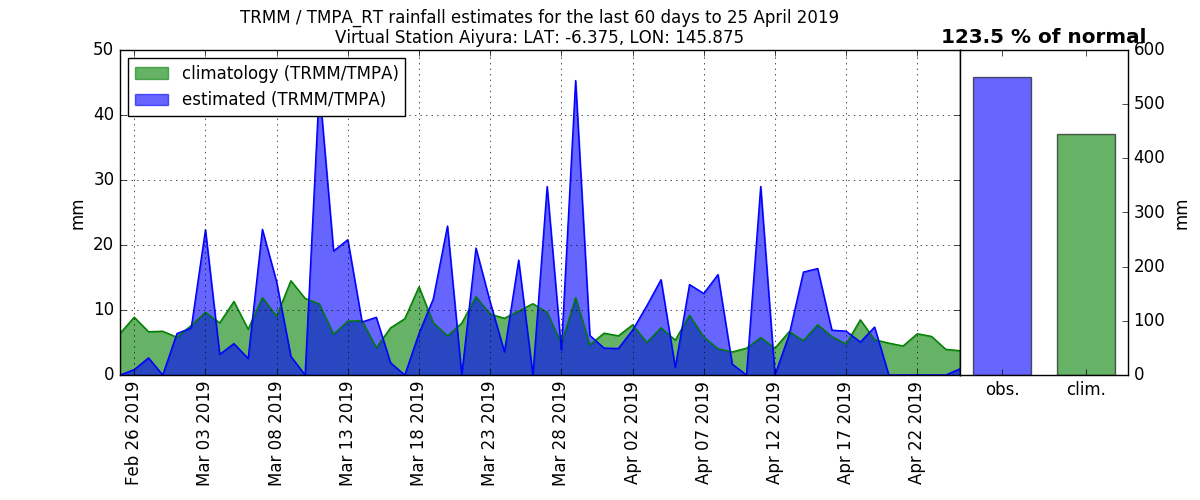 TRMM / TMPA_RT rainfall estimates for the last 60 days to 25 April 2019
Virtual Station Aiyura: LAT: -6.375, LON: 145.875
123.5 % of normal
climatology (TRMM/TMPA)
estimated (TRMM/TMPA)
50
40
30
20
10
0
mm
Feb 26 2019
Mar 03 2019
Mar 08 2019
Mar 13 2019
Mar 18 2019
Mar 23 2019
Mar 28 2019
Apr 02 2019
Apr 07 2019
Apr 12 2019
Apr 17 2019
Apr 22 2019
600
500
400
300
200
100
0
mm
obs.
clim.